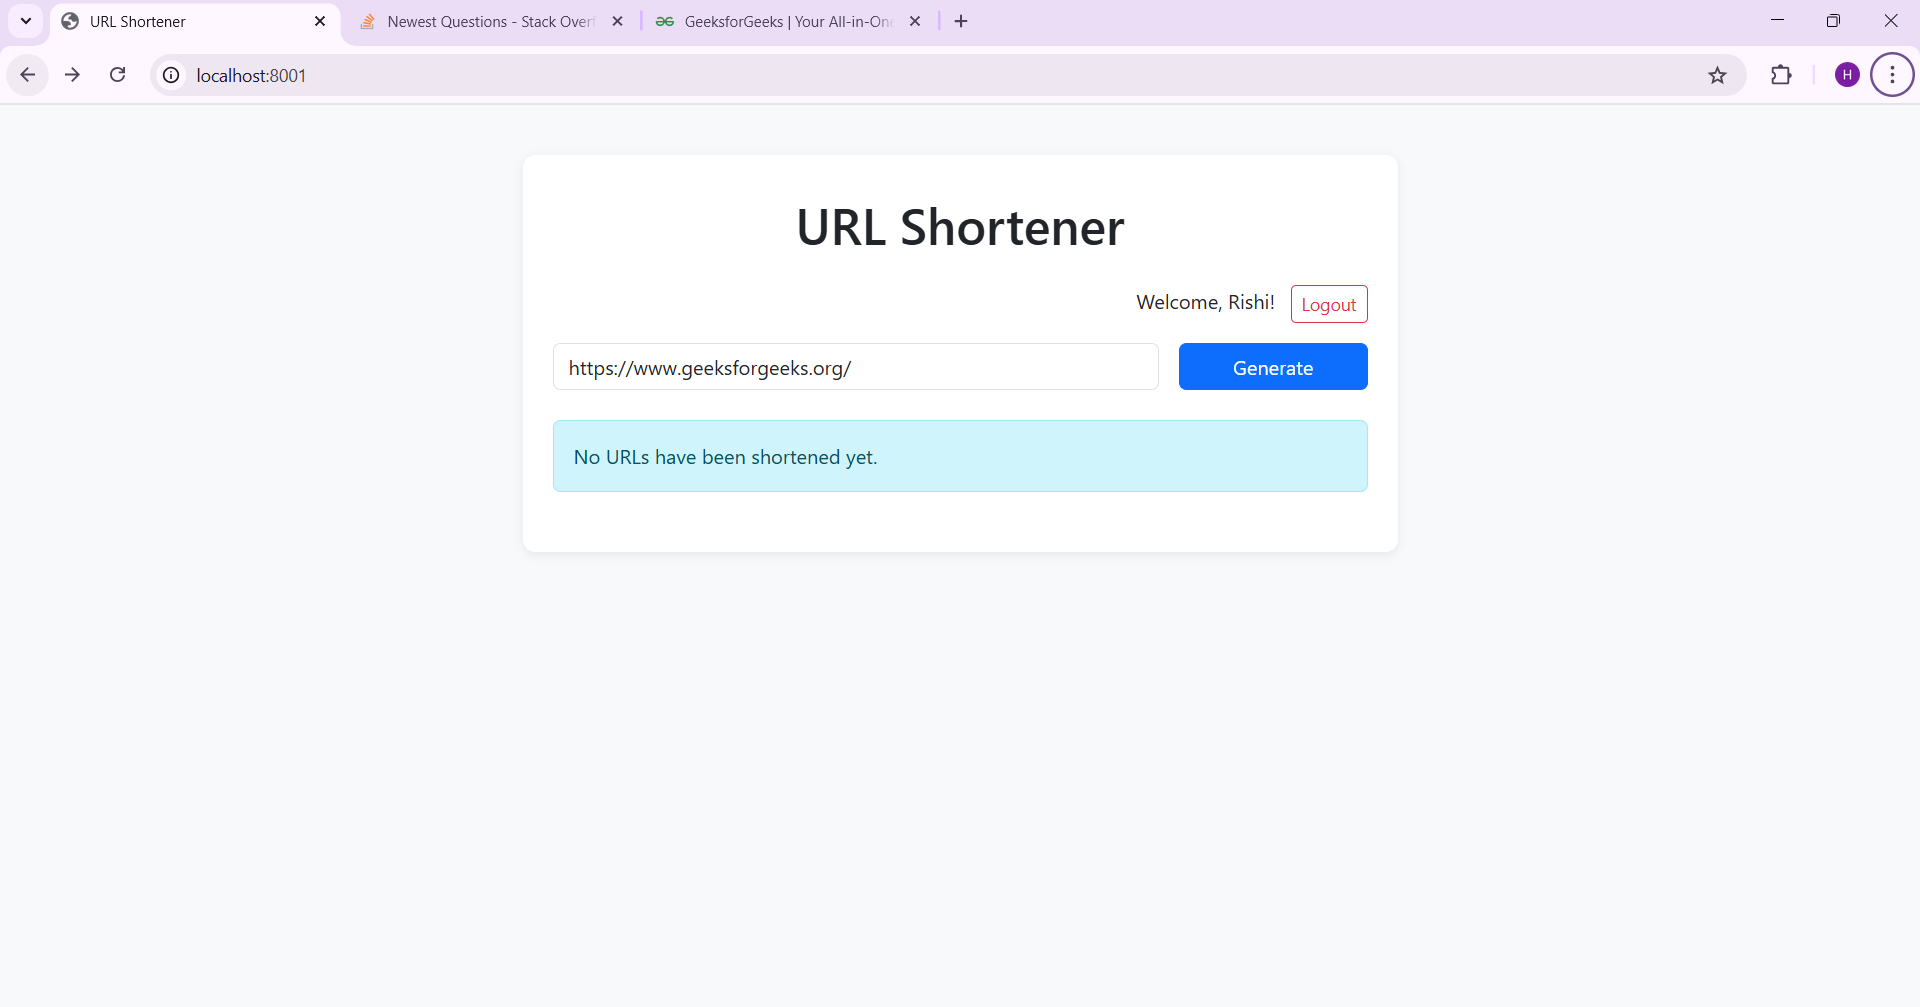 URL Shortener
Newest Questions - Stack Over
GeeksforGeeks | Your All-in-On
localhost:8001
H
URL Shortener
Welcome, Rishi!
Logout
https://www.geeksforgeeks.org/
Generate
No URLs have been shortened yet.